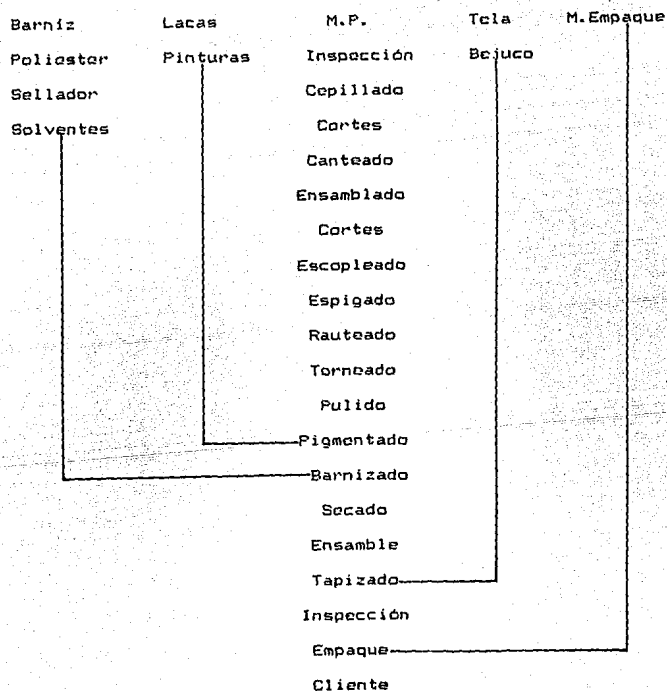 Barniz Lacas M.P. Tela M.Empaque
Poliester Pinturas Inspección Bejuco
Sellador Cepillado
Solventes Cortes
Canteado
Ensamblado
Cortes
Escopleado
Espigado
Rauteado
Torneado
Pulido
Pigmentado
Barnizado
Secado
Ensamble
Tapizado
Inspección
Empaque
Cliente